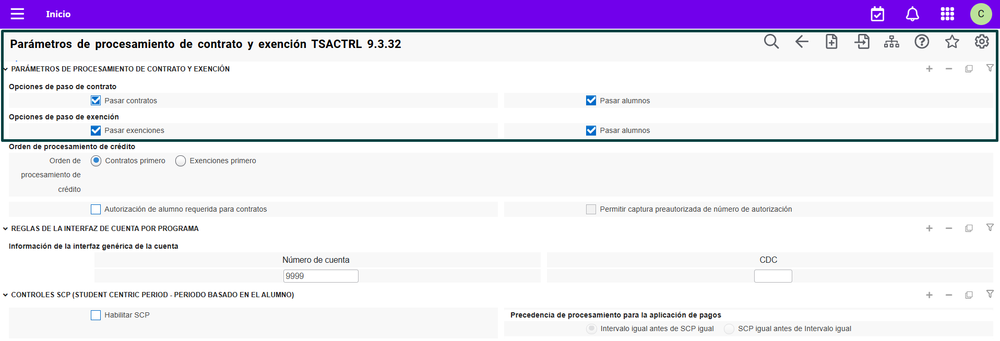 Inicio
C
Parámetros de procesamiento de contrato y exención TSACTRL 9.3.32
PARÁMETROS DE PROCESAMIENTO DE CONTRATO Y EXENCIÓN
Opciones de paso de contrato
Pasar contratos
Pasar alumnos
Opciones de paso de exención
Pasar exenciones
Pasar alumnos
Orden de procesamiento de crédito
Orden de
procesamiento de
crédito
Contratos primero
Exenciones primero
Autorización de alumno requerida para contratos
Permitir captura preautorizada de número de autorización
REGLAS DE LA INTERFAZ DE CUENTA POR PROGRAMA
Información de la interfaz genérica de la cuenta
Número de cuenta
CDC
9999
CONTROLES SCP (STUDENT CENTRIC PERIOD - PERIODO BASADO EN EL ALUMNO)
Habilitar SCP
Precedencia de procesamiento para la aplicación de pagos
Intervalo igual antes de SCP igual
SCP igual antes de Intervalo igual